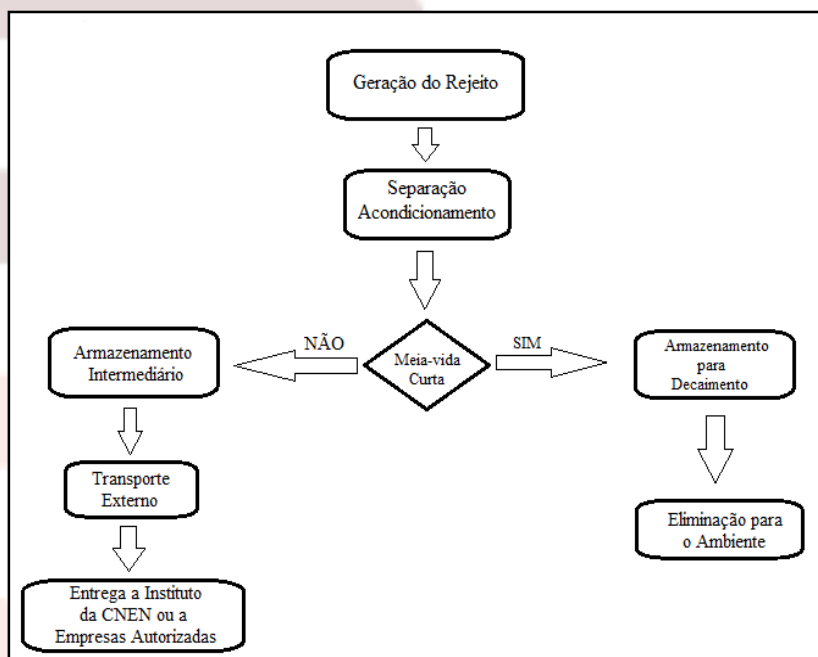 Geração do Rejeito
Separação
Acondicionamento
Meia-vida
Curta
NÃO
SIM
Armazenamento
Intermediário
Transporte
Externo
Entrega a Instituto
da CNEN ou a
Empresas Autorizadas
Armazenamento
para
Decaimento
Eliminação para
o Ambiente